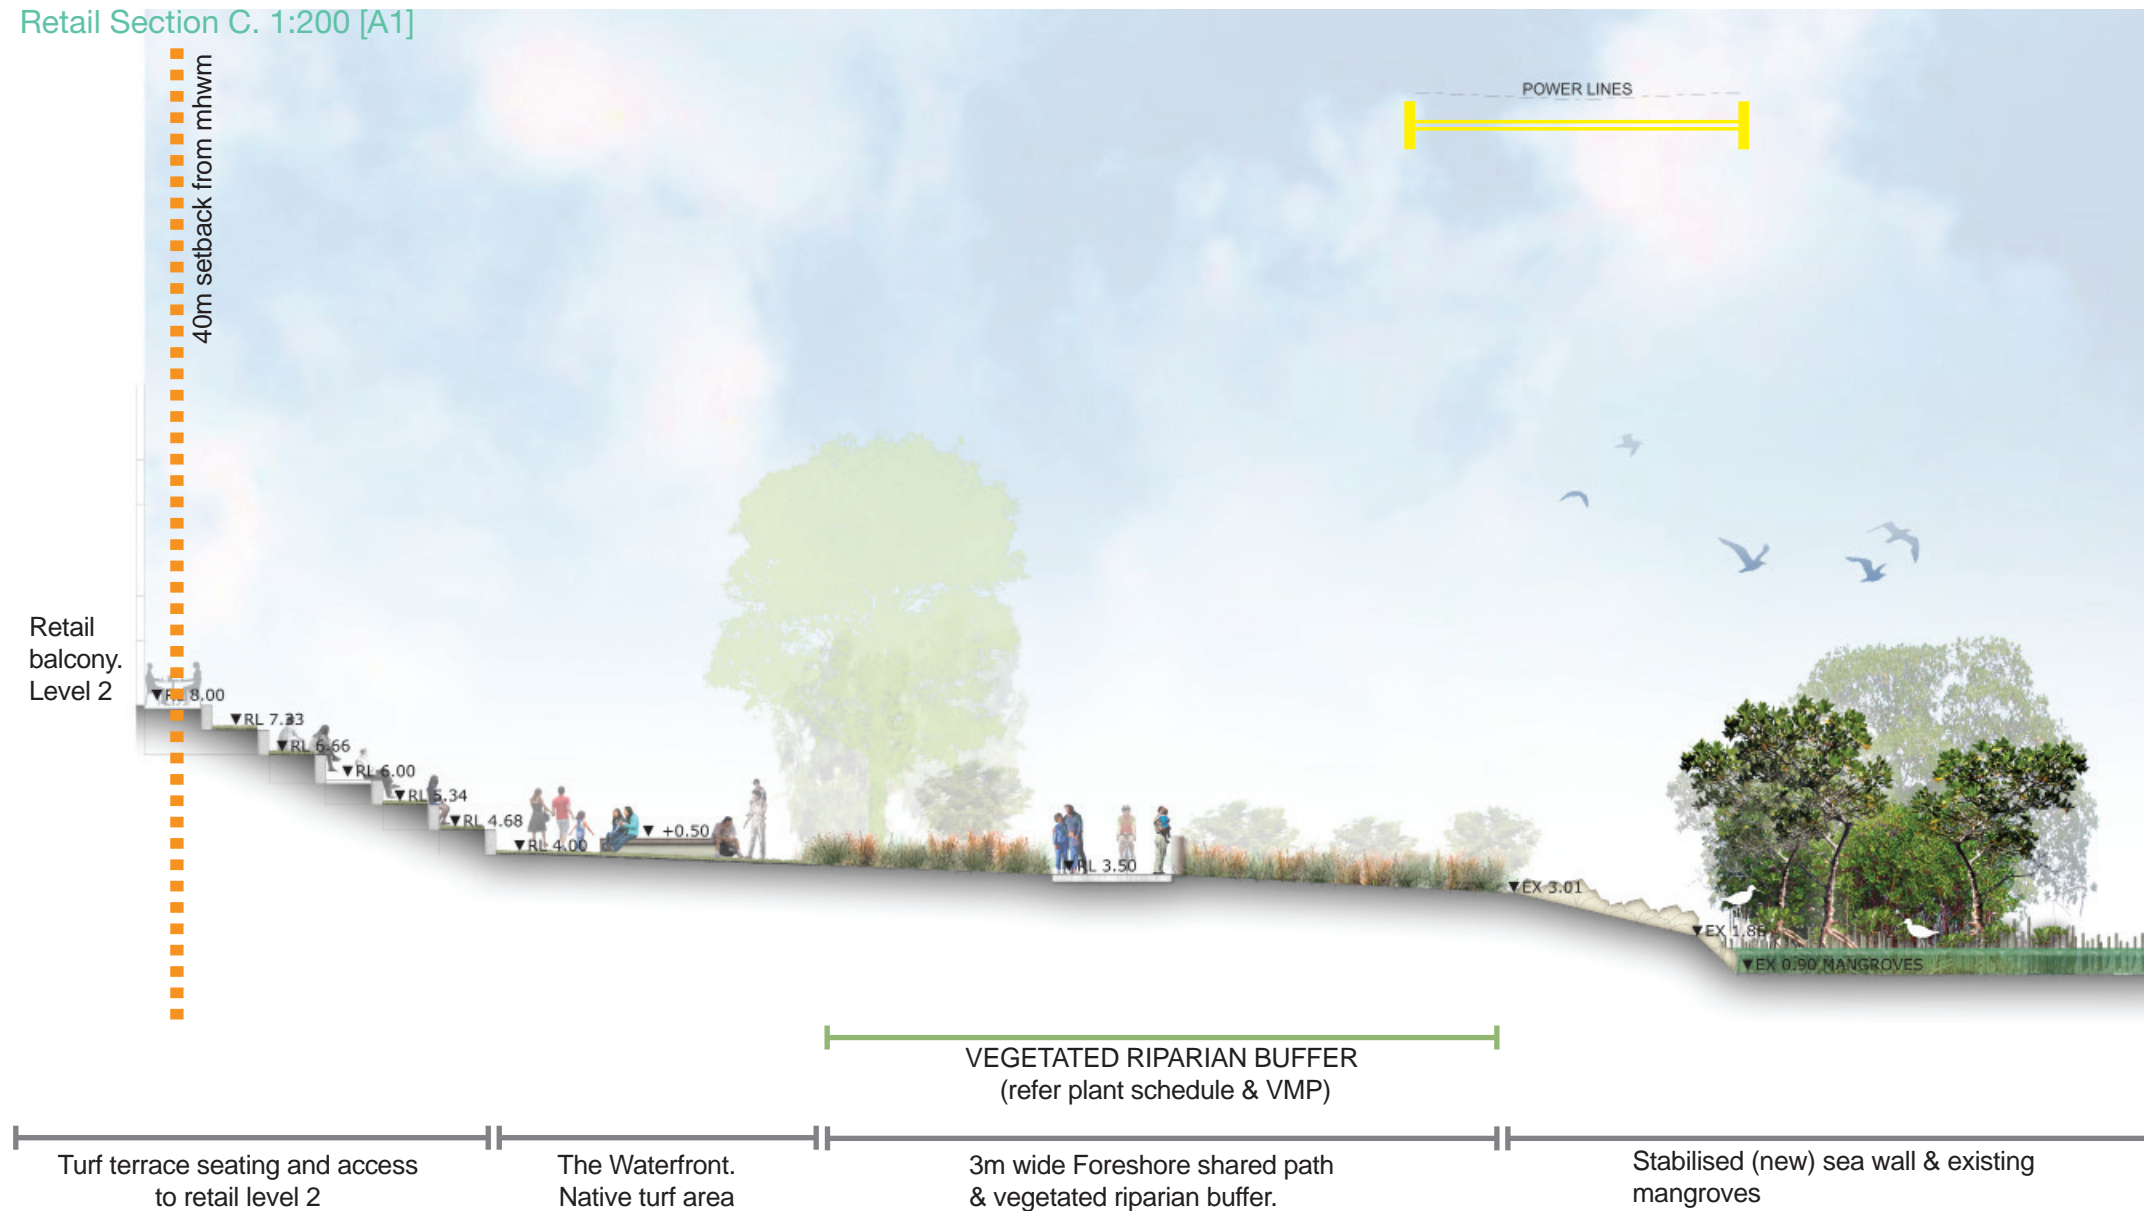 Retail Section C. 1:200 [A1]
40m setback from mhwm
POWER LINES
Retail
balcony.
Level 2
▼RL 8.00
▼RL 7.33
▼RL 6.66
▼RL 6.00
▼RL 5.34
▼RL 4.68
▼RL 4.00
▼ +0.50
▼RL 3.50
▼EX 3.01
▼EX 1.88
▼EX 0.90 MANGROVES
VEGETATED RIPARIAN BUFFER
(refer plant schedule & VMP)
Turf terrace seating and access
to retail level 2
The Waterfront.
Native turf area
3m wide Foreshore shared path
& vegetated riparian buffer.
Stabilised (new) sea wall & existing
mangroves